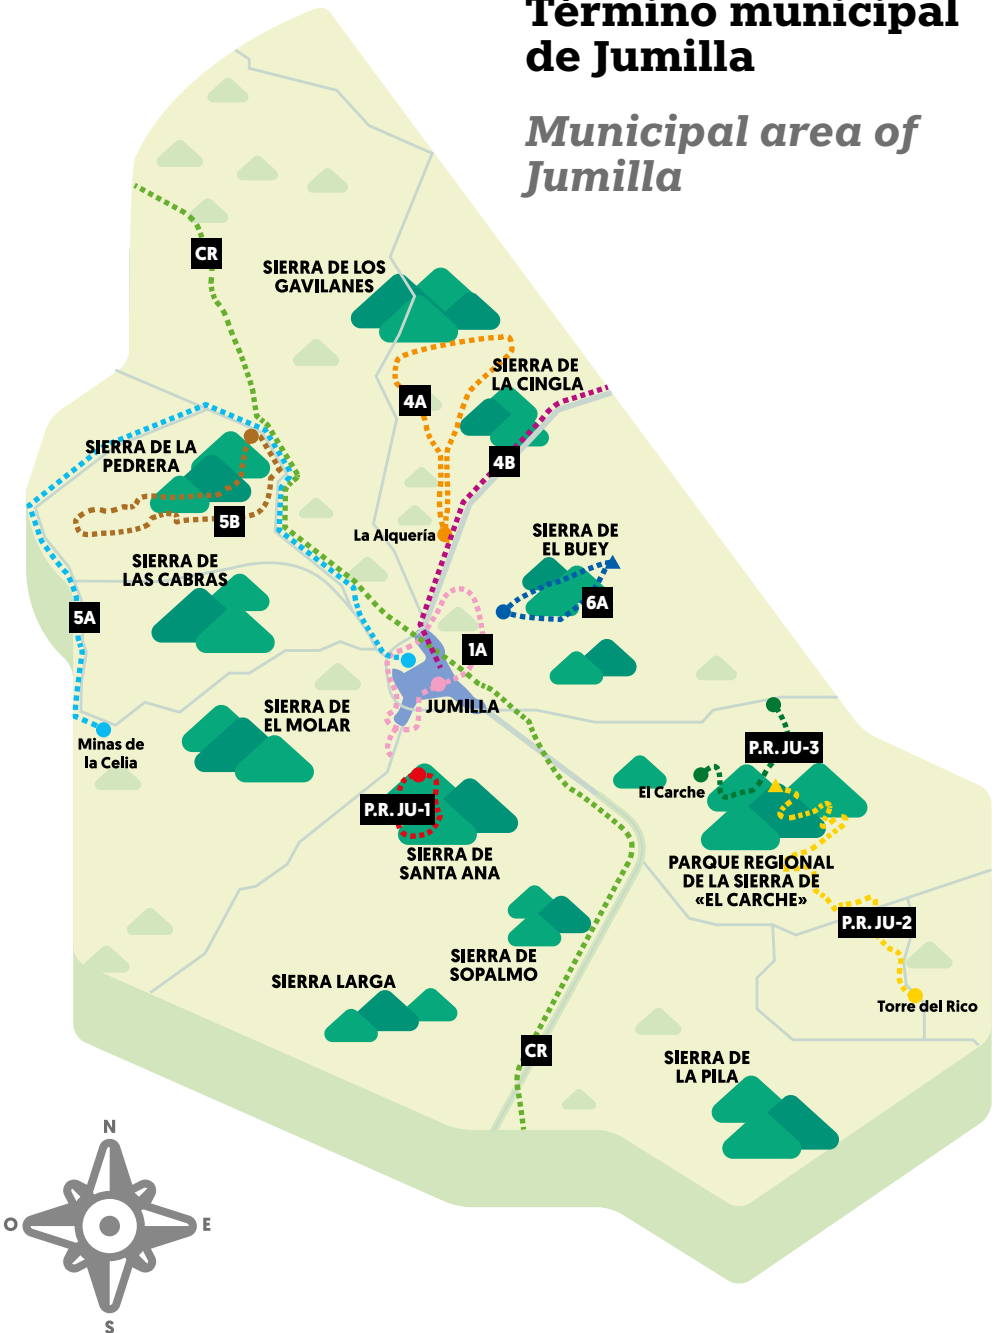 Término municipal
de Jumilla
Municipal area of
Jumilla
CR
SIERRA DE LOS
GAVILANES
SIERRA DE
LA CINGLA
4A
4B
SIERRA DE LA
PEDRERA
5B
La Alquería
SIERRA DE
EL BUEY
SIERRA DE
LAS CABRAS
6A
5A
1A
SIERRA DE
EL MOLAR
JUMILLA
Minas de
la Celia
P.R. JU-3
El Carche
P.R. JU-1
SIERRA DE
SANTA ANA
PARQUE REGIONAL
DE LA SIERRA DE
«EL CARCHE»
P.R. JU-2
SIERRA DE
SOPALMO
SIERRA LARGA
Torre del Rico
CR
SIERRA DE
LA PILA
N
O
E
S